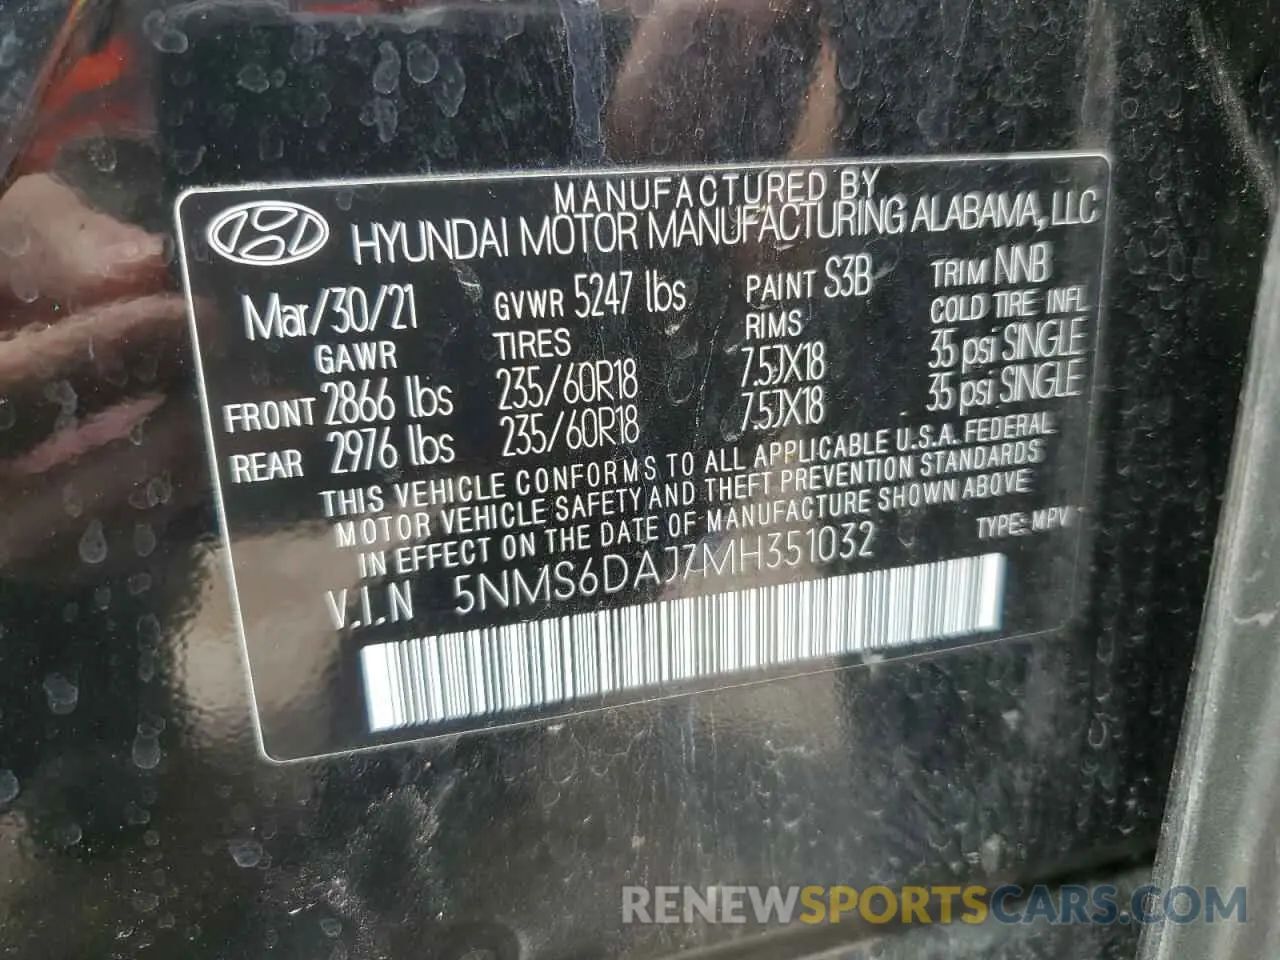 MANUFACTURED BY
HYUNDAI MOTOR MANUFACTURING ALABAMA, LLC
Mar/30/21 GVWR 5247 lbs PAINT S3B TRIM NNB
GAWR TIRES RIMS COLD TIRE INFL
FRONT 2866 lbs 235/60R18 7.5JX18 35 psi SINGLE
REAR 2976 lbs 235/60R18 7.5JX18 35 psi SINGLE
THIS VEHICLE CONFORMS TO ALL APPLICABLE U.S.A. FEDERAL
MOTOR VEHICLE SAFETY AND THEFT PREVENTION STANDARDS
IN EFFECT ON THE DATE OF MANUFACTURE SHOWN ABOVE
V.I.N 5NMS6DAJ7MH351032 TYPE: MPV
RENEWSPORTSCARS.COM